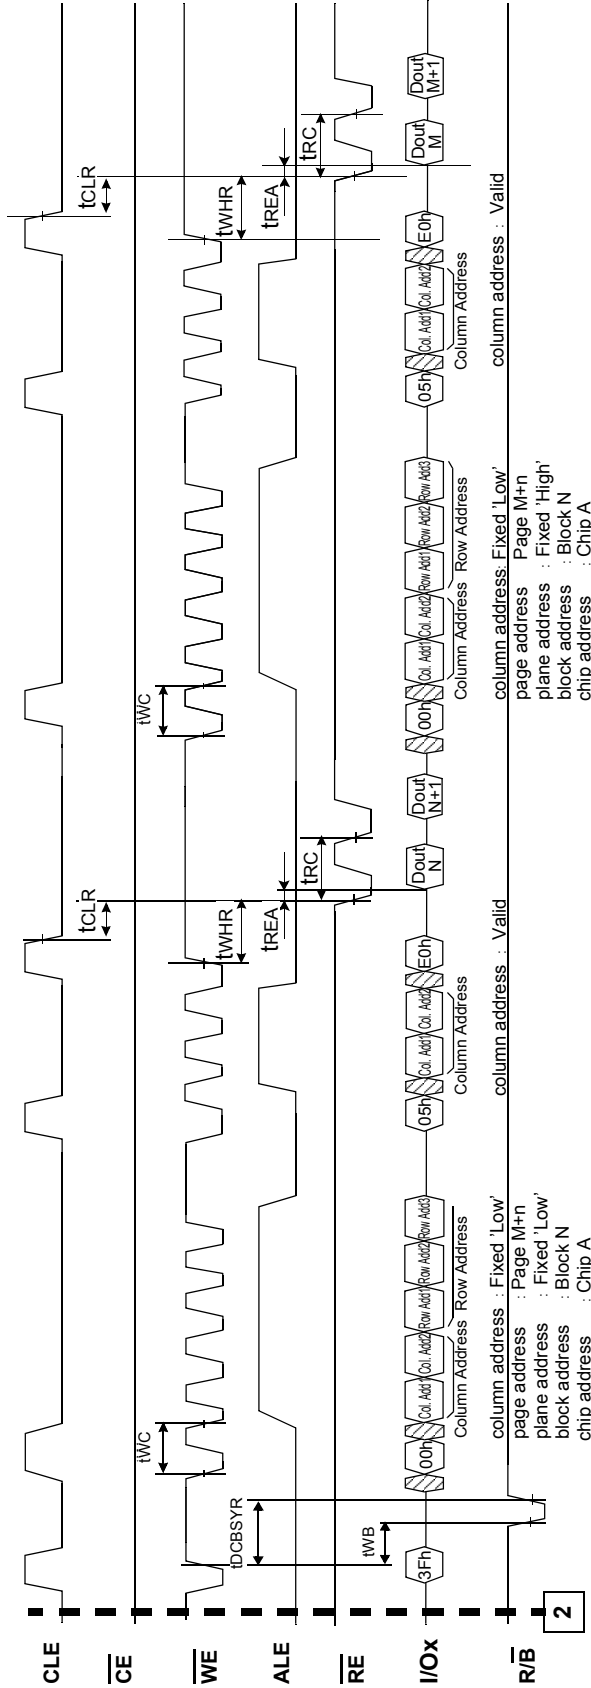 CLE
CE
WE
ALE
RE
I/Ox
R/B
2
tCLR
tCLR
tWC
tWHR
tWC
tWHR
tDCBSYR
tREA
tREA
tWB
tRC
tRC
3Fh
00h
Col. Add1
Col. Add2
Row Add1
Row Add2
Row Add3
05h
Col. Add1
Col. Add2
E0h
Dout
N
Dout
N+1
00h
Col. Add1
Col. Add2
Row Add1
Row Add2
Row Add3
05h
Col. Add1
Col. Add2
E0h
Dout
M
Dout
M+1
Column Address
Row Address
Column Address
Column Address
Row Address
Column Address
column address : Fixed 'Low'
page address : Page M+n
plane address : Fixed 'Low'
block address : Block N
chip address : Chip A
column address : Valid
column address: Fixed 'Low'
page address : Page M+n
plane address : Fixed 'High'
block address : Block N
chip address : Chip A
column address : Valid